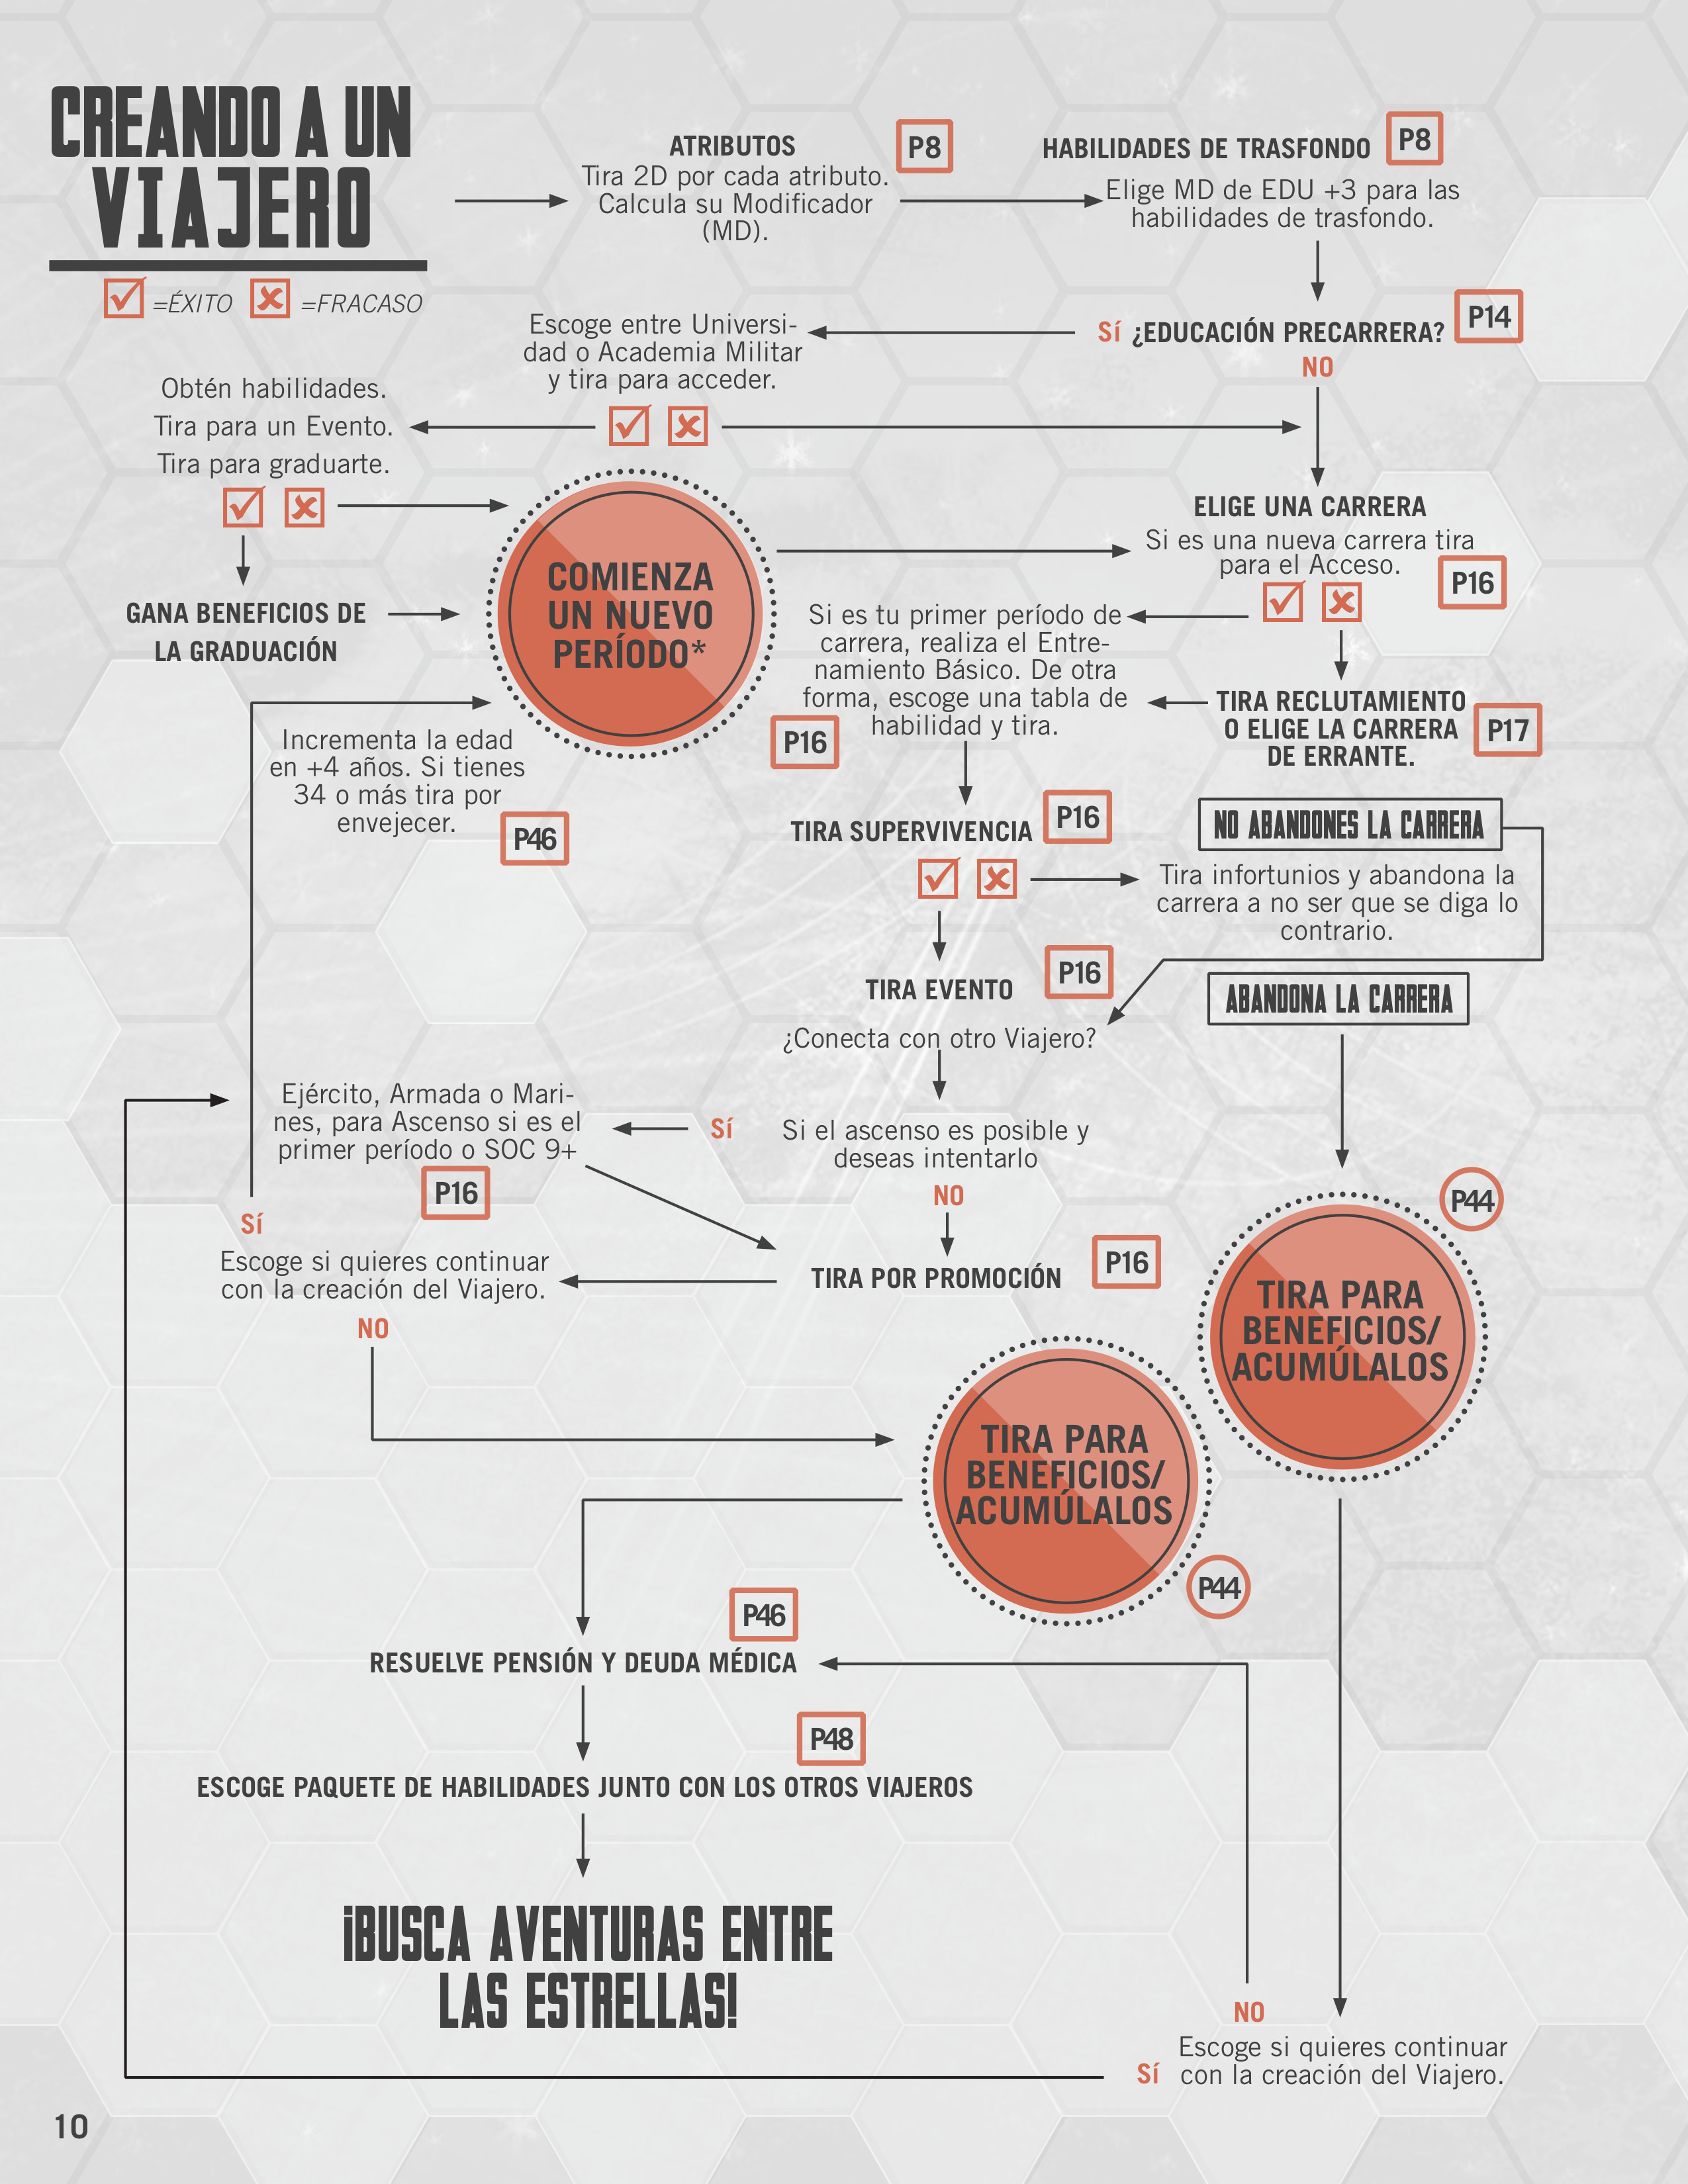 CREANDO A UN
VIAJERO
=ÉXITO
=FRACASO
ATRIBUTOS
P8
Tira 2D por cada atributo.
Calcula su Modificador
(MD).
HABILIDADES DE TRASFONDO
P8
Elige MD de EDU +3 para las
habilidades de trasfondo.
Sí ¿EDUCACIÓN PRECARRERA?
P14
NO
Escoge entre Universi-
dad o Academia Militar
y tira para acceder.
Obtén habilidades.
Tira para un Evento.
Tira para graduarte.
GANA BENEFICIOS DE
LA GRADUACIÓN
COMIENZA
UN NUEVO
PERÍODO*
ELIGE UNA CARRERA
Si es una nueva carrera tira
para el Acceso.
P16
Si es tu primer período de
carrera, realiza el Entre-
namiento Básico. De otra
forma, escoge una tabla de
habilidad y tira.
P16
TIRA RECLUTAMIENTO
O ELIGE LA CARRERA
DE ERRANTE.
P17
Incrementa la edad
en +4 años. Si tienes
34 o más tira por
envejecer.
P46
TIRA SUPERVIVENCIA
P16
NO ABANDONES LA CARRERA
Tira infortunios y abandona la
carrera a no ser que se diga lo
contrario.
ABANDONA LA CARRERA
TIRA EVENTO
P16
¿Conecta con otro Viajero?
Si el ascenso es posible y
deseas intentarlo
Sí
NO
Ejército, Armada o Mari-
nes, para Ascenso si es el
primer período o SOC 9+
P16
Sí
Escoge si quieres continuar
con la creación del Viajero.
NO
TIRA POR PROMOCIÓN
P16
P44
TIRA PARA
BENEFICIOS/
ACUMÚLALOS
TIRA PARA
BENEFICIOS/
ACUMÚLALOS
P44
P46
RESUELVE PENSIÓN Y DEUDA MÉDICA
P48
ESCOGE PAQUETE DE HABILIDADES JUNTO CON LOS OTROS VIAJEROS
¡BUSCA AVENTURAS ENTRE
LAS ESTRELLAS!
NO
Escoge si quieres continuar
Sí con la creación del Viajero.
10